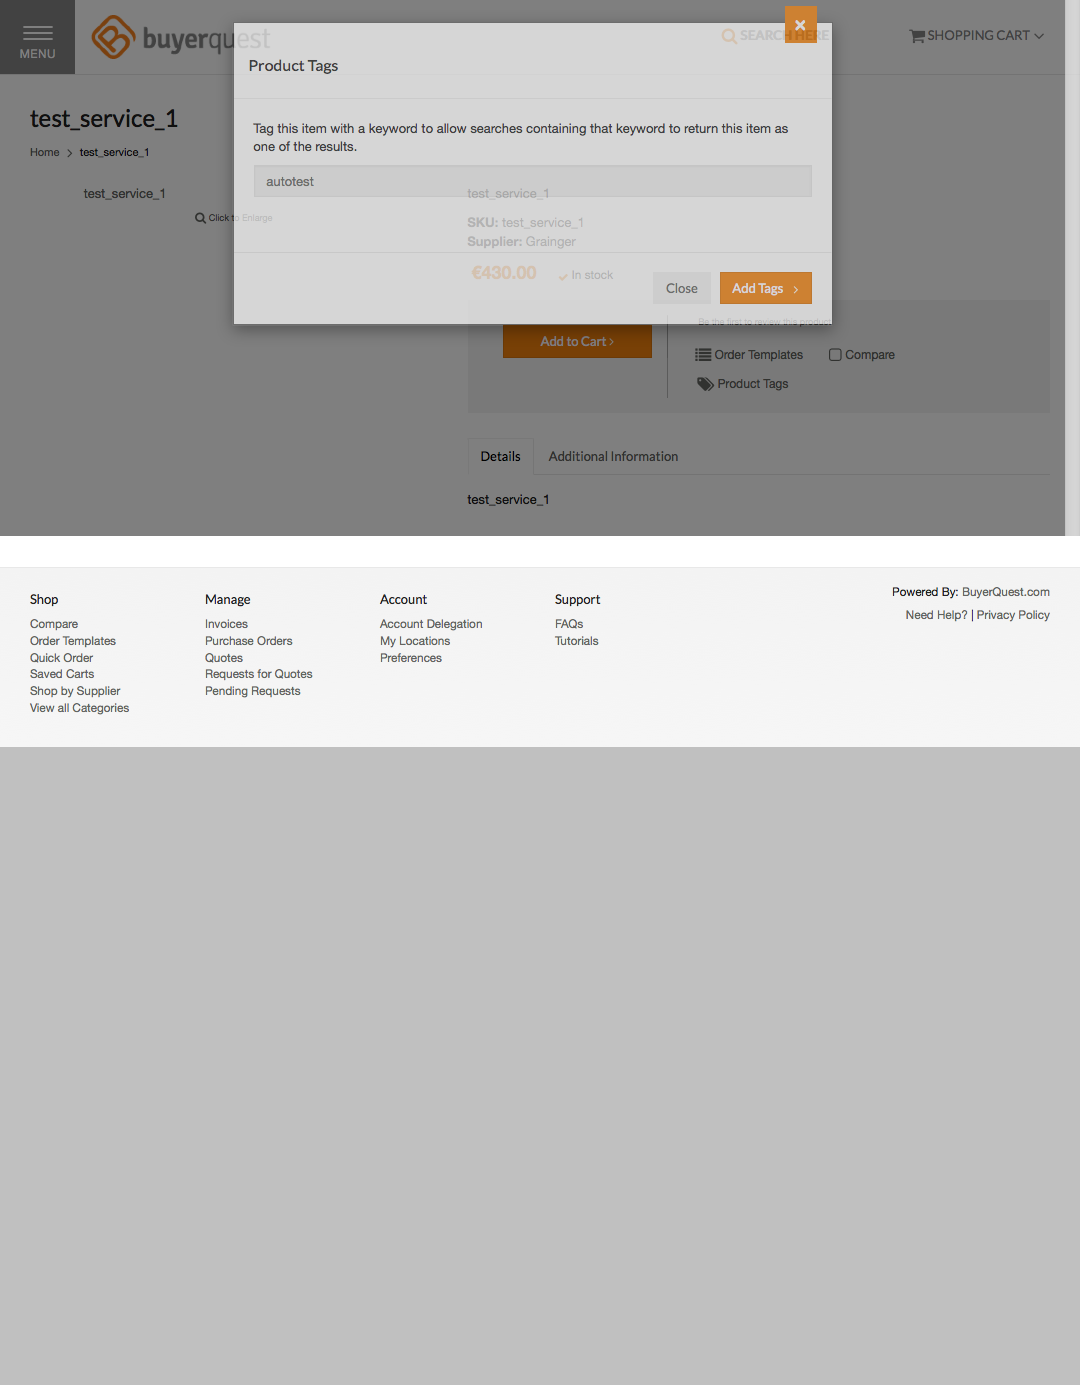 MENU
buyerquest
SEARCH HERE
SHOPPING CART
Product Tags
test_service_1
Home > test_service_1
Tag this item with a keyword to allow searches containing that keyword to return this item as
one of the results.
autotest
test_service_1
Click to Enlarge
test_service_1
SKU: test_service_1
Supplier: Grainger
€430.00
In stock
Close
Add Tags >
Be the first to review this product
Add to Cart >
Order Templates
Compare
Product Tags
Details
Additional Information
test_service_1
Shop
Compare
Order Templates
Quick Order
Saved Carts
Shop by Supplier
View all Categories
Manage
Invoices
Purchase Orders
Quotes
Requests for Quotes
Pending Requests
Account
Account Delegation
My Locations
Preferences
Support
FAQs
Tutorials
Powered By: BuyerQuest.com
Need Help? | Privacy Policy